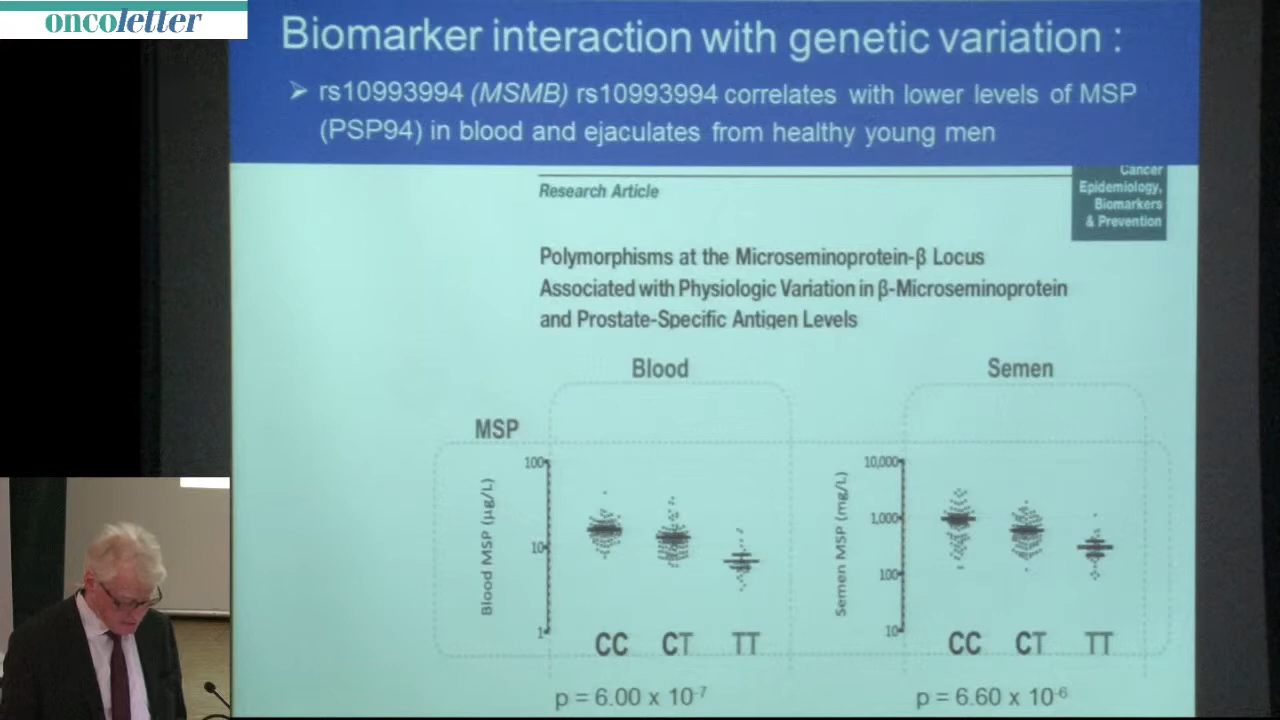 oncoletter
Biomarker interaction with genetic variation :
➢ rs10993994 (MSMB) rs10993994 correlates with lower levels of MSP
(PSP94) in blood and ejaculates from healthy young men
Research Article
Cancer
Epidemiology,
Biomarkers
& Prevention
Polymorphisms at the Microseminoprotein-β Locus
Associated with Physiologic Variation in β-Microseminoprotein
and Prostate-Specific Antigen Levels
Blood
Semen
MSP
Blood MSP (µg/L)
100
10
1
CC CT TT
p = 6.00 x 10-7
Semen MSP (mg/L)
10,000
1,000
100
10
CC CT TT
p = 6.60 x 10-6